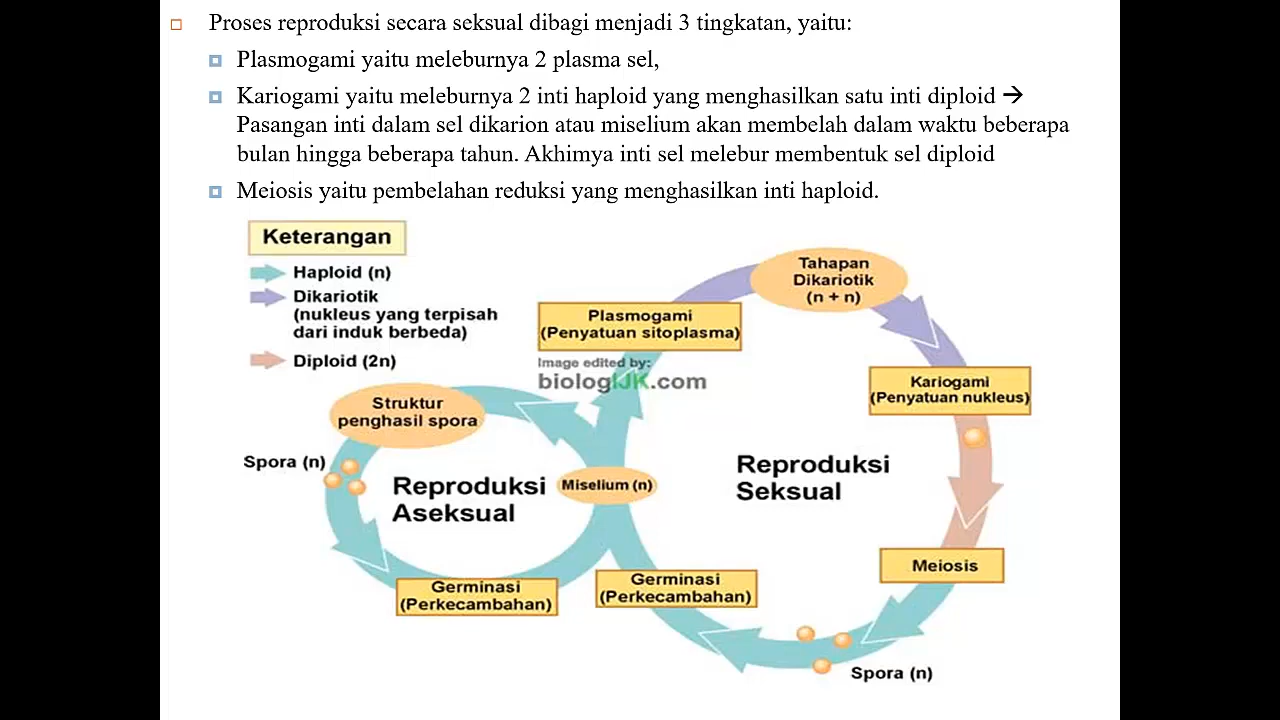 Proses reproduksi secara seksual dibagi menjadi 3 tingkatan, yaitu:
Plasmogami yaitu meleburnya 2 plasma sel,
Kariogami yaitu meleburnya 2 inti haploid yang menghasilkan satu inti diploid →
Pasangan inti dalam sel dikarion atau miselium akan membelah dalam waktu beberapa
bulan hingga beberapa tahun. Akhimya inti sel melebur membentuk sel diploid
Meiosis yaitu pembelahan reduksi yang menghasilkan inti haploid.
Keterangan
Haploid (n)
Dikariotik
(nukleus yang terpisah
dari induk berbeda)
Diploid (2n)
Tahapan
Dikariotik
(n + n)
Plasmogami
(Penyatuan sitoplasma)
Image edited by:
biologIJK.com
Kariogami
(Penyatuan nukleus)
Struktur
penghasil spora
Spora (n)
Reproduksi
Aseksual
Miselium (n)
Reproduksi
Seksual
Meiosis
Germinasi
(Perkecambahan)
Germinasi
(Perkecambahan)
Spora (n)